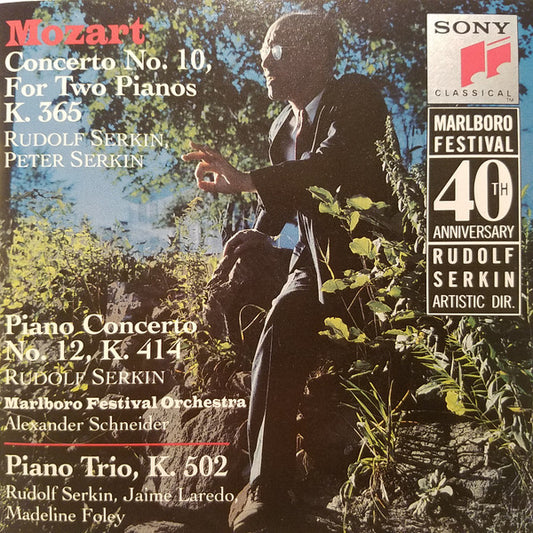 Mozart
Concerto No. 10,
For Two Pianos
K. 365
RUDOLF SERKIN,
PETER SERKIN
Piano Concerto
No. 12, K. 414
RUDOLF SERKIN
Marlboro Festival Orchestra
Alexander Schneider
Piano Trio, K. 502
Rudolf Serkin, Jaime Laredo,
Madeline Foley
SONY
CLASSICAL™
MARLBORO
FESTIVAL
40TH
ANNIVERSARY
RUDOLF
SERKIN
ARTISTIC DIR.